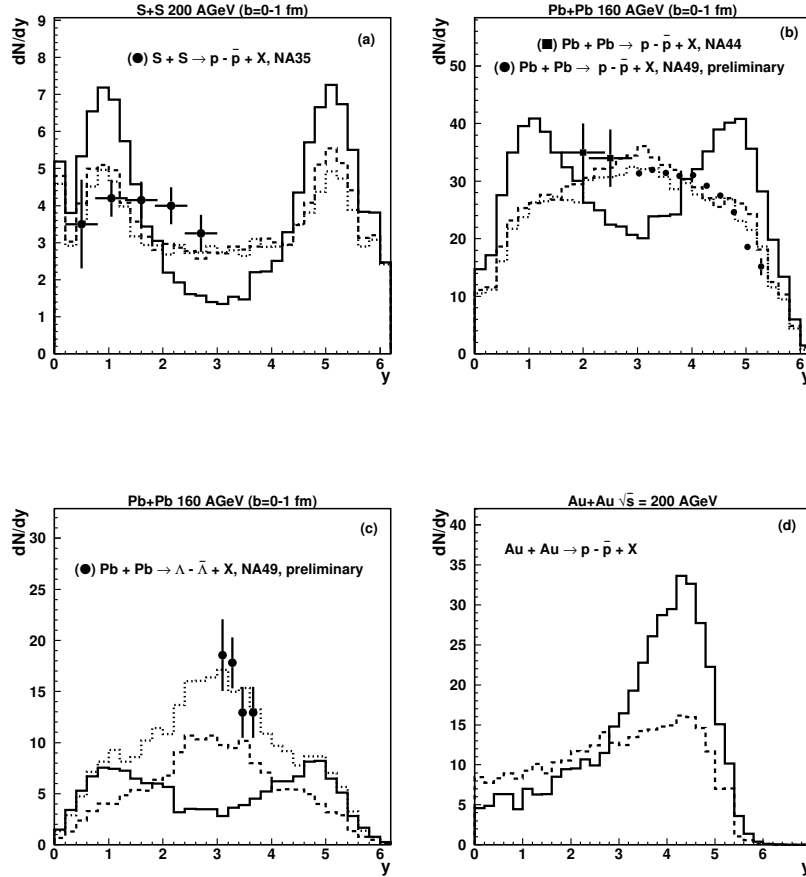 S+S 200 AGeV (b=0-1 fm)
dN/dy
(a)
(●) S + S → p - p̄ + X, NA35
9
8
7
6
5
4
3
2
1
0
0 1 2 3 4 5 6
y
Pb+Pb 160 AGeV (b=0-1 fm)
dN/dy
(b)
(■) Pb + Pb → p - p̄ + X, NA44
(●) Pb + Pb → p - p̄ + X, NA49, preliminary
50
40
30
20
10
0
0 1 2 3 4 5 6
y
Pb+Pb 160 AGeV (b=0-1 fm)
dN/dy
(c)
(●) Pb + Pb → Λ - Λ̄ + X, NA49, preliminary
30
25
20
15
10
5
0
0 1 2 3 4 5 6
y
Au+Au √s = 200 AGeV
dN/dy
(d)
Au + Au → p - p̄ + X
40
35
30
25
20
15
10
5
0
0 1 2 3 4 5 6
y